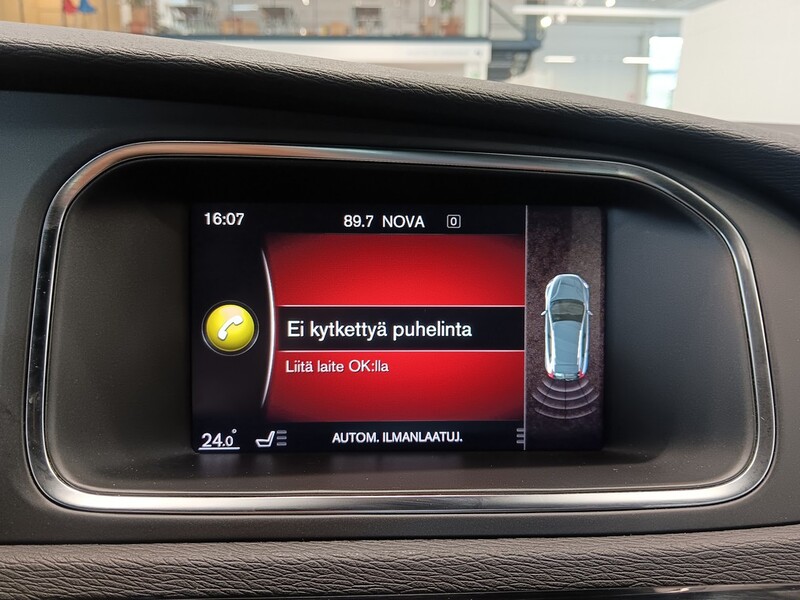 16:07
89.7 NOVA 0
Ei kytkettyä puhelinta
Liitä laite OK:lla
24.0°
AUTOM. ILMANLAATUJ.